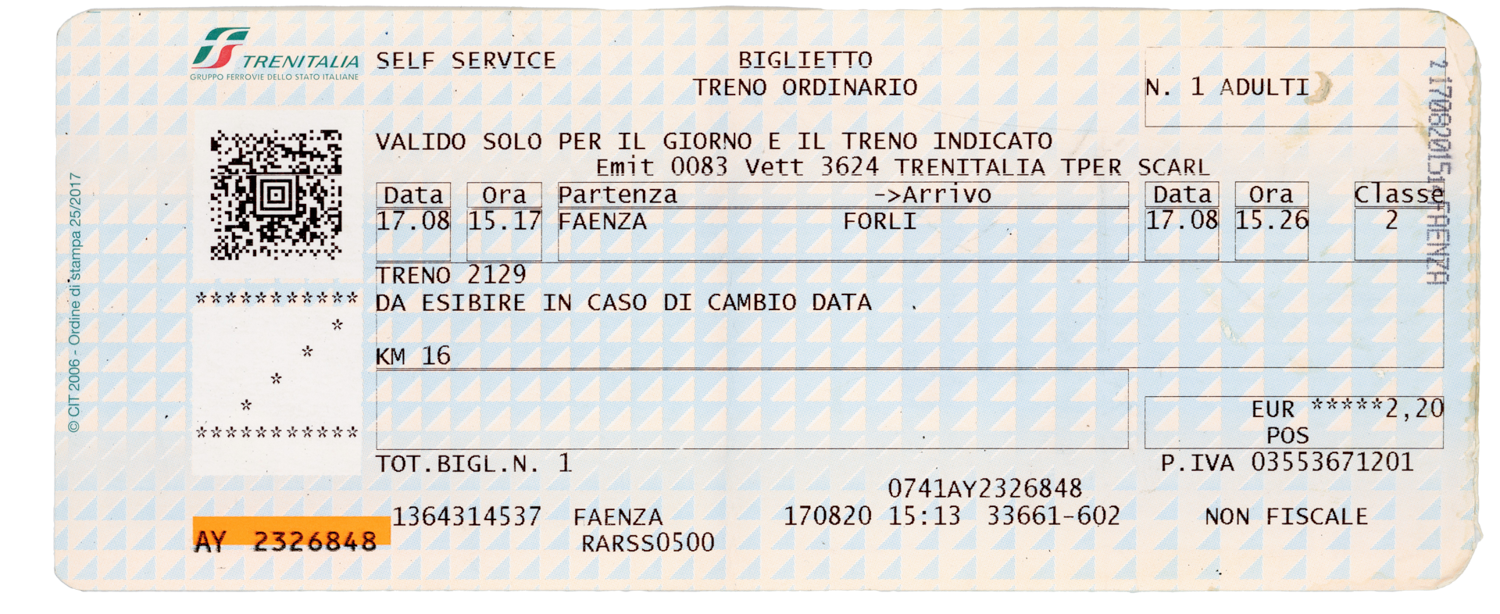 TRENITALIA
GRUPPO FERROVIE DELLO STATO ITALIANE
SELF SERVICE BIGLIETTO
TRENO ORDINARIO
N. 1 ADULTI
VALIDO SOLO PER IL GIORNO E IL TRENO INDICATO
Emit 0083 Vett 3624 TRENITALIA TPER SCARL
Data Ora Partenza ->Arrivo Data Ora Classe
17.08 15.17 FAENZA FORLI 17.08 15.26 2
TRENO 2129
***********
DA ESIBIRE IN CASO DI CAMBIO DATA
*
*
KM 16
*
*
***********
EUR *****2,20
POS
TOT.BIGL.N. 1 P.IVA 03553671201
0741AY2326848
1364314537 FAENZA 170820 15:13 33661-602 NON FISCALE
AY 2326848 RARSS0500
© CIT 2006 - Ordine di stampa 25/2017
FAENZA